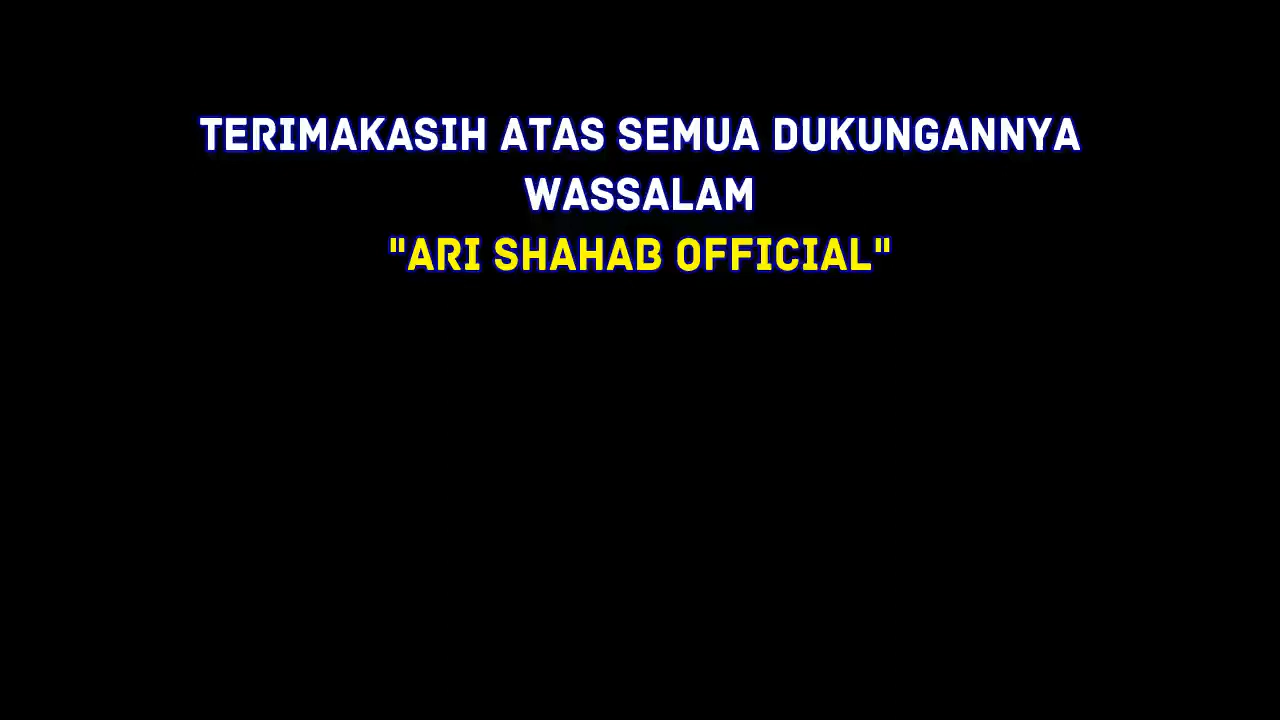 TERIMAKASIH ATAS SEMUA DUKUNGANNYA
WASSALAM
"ARI SHAHAB OFFICIAL"